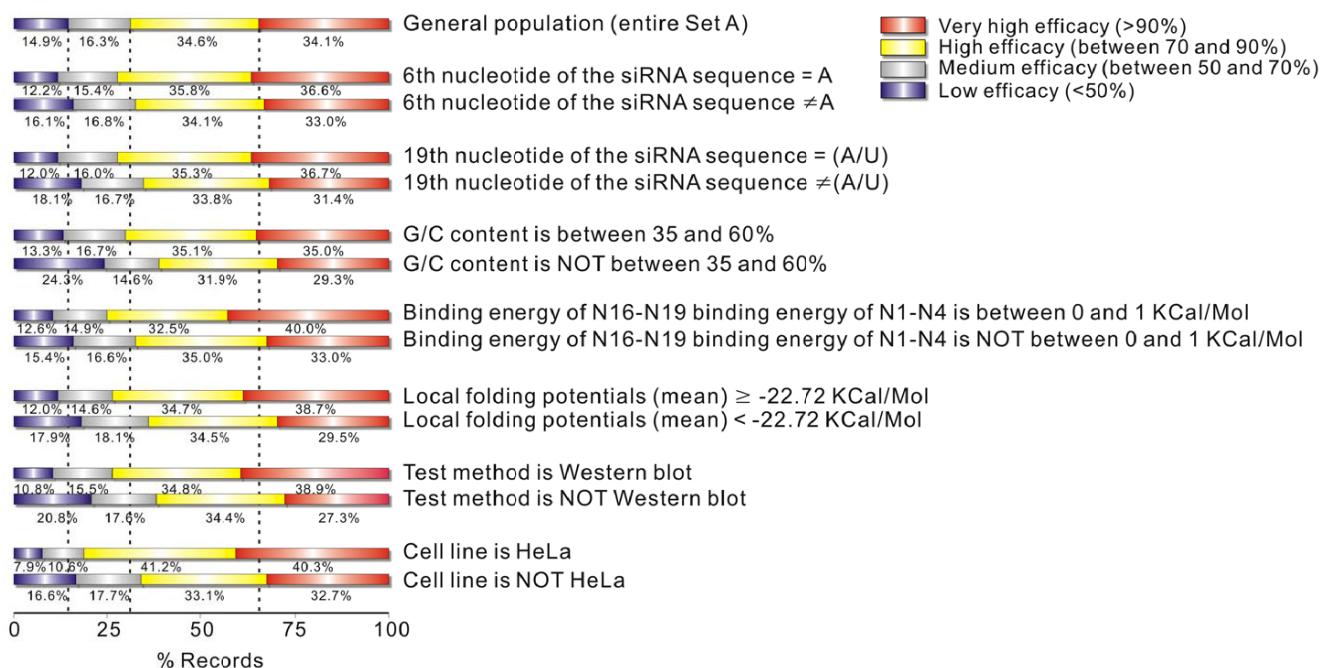 General population (entire Set A)
14.9% 16.3% 34.6% 34.1%
6th nucleotide of the siRNA sequence = A
12.2% 15.4% 35.8% 36.6%
6th nucleotide of the siRNA sequence ≠A
16.1% 16.8% 34.1% 33.0%
19th nucleotide of the siRNA sequence = (A/U)
12.0% 16.0% 35.3% 36.7%
19th nucleotide of the siRNA sequence ≠(A/U)
18.1% 16.7% 33.8% 31.4%
G/C content is between 35 and 60%
13.3% 16.7% 35.1% 35.0%
G/C content is NOT between 35 and 60%
24.3% 14.6% 31.9% 29.3%
Binding energy of N16-N19 binding energy of N1-N4 is between 0 and 1 KCal/Mol
12.6% 14.9% 32.5% 40.0%
Binding energy of N16-N19 binding energy of N1-N4 is NOT between 0 and 1 KCal/Mol
15.4% 16.6% 35.0% 33.0%
Local folding potentials (mean) ≥ -22.72 KCal/Mol
12.0% 14.6% 34.7% 38.7%
Local folding potentials (mean) < -22.72 KCal/Mol
17.9% 18.1% 34.5% 29.5%
Test method is Western blot
10.8% 15.5% 34.8% 38.9%
Test method is NOT Western blot
20.8% 17.6% 34.4% 27.3%
Cell line is HeLa
7.9% 10.6% 41.2% 40.3%
Cell line is NOT HeLa
16.6% 17.7% 33.1% 32.7%
0 25 50 75 100
% Records
Very high efficacy (>90%)
High efficacy (between 70 and 90%)
Medium efficacy (between 50 and 70%)
Low efficacy (<50%)